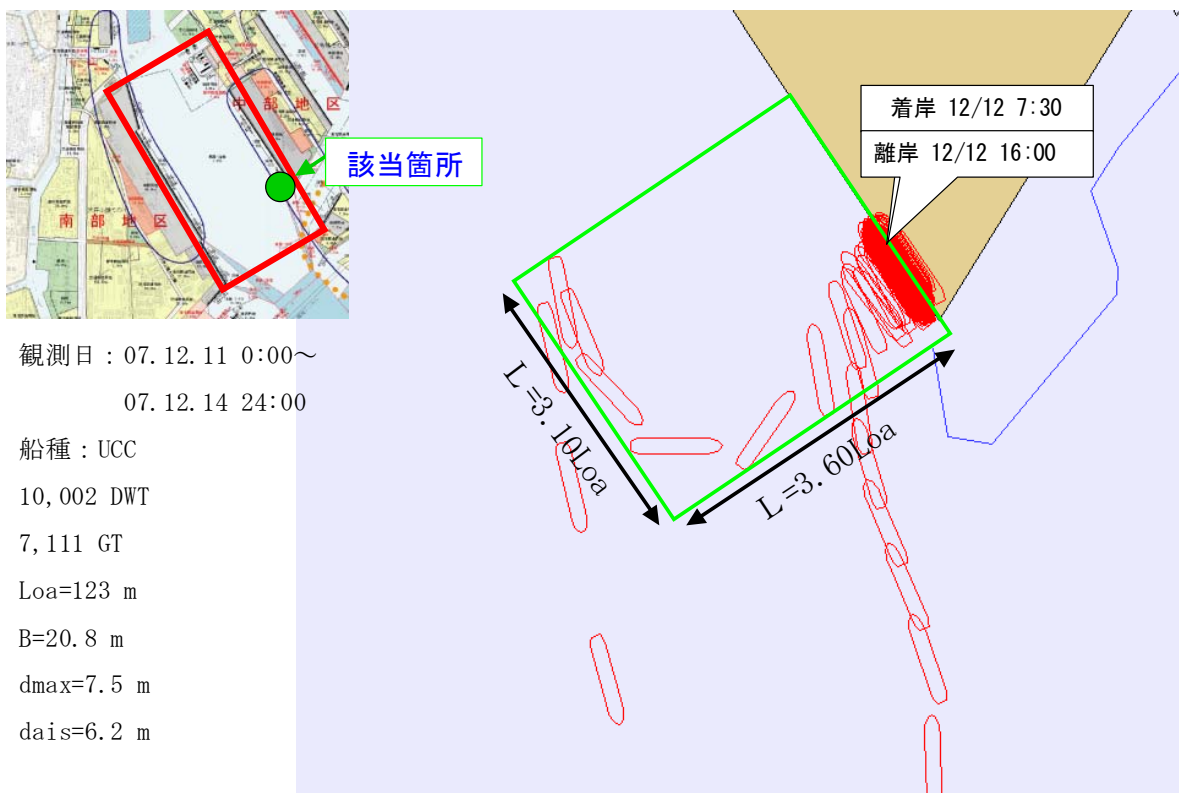 中部地区
南部地区
該当箇所
着岸 12/12 7:30
離岸 12/12 16:00
観測日：07.12.11 0:00～
07.12.14 24:00
船種：UCC
10,002 DWT
7,111 GT
Loa=123 m
B=20.8 m
dmax=7.5 m
dais=6.2 m
L=3.10Loa
L=3.60Loa